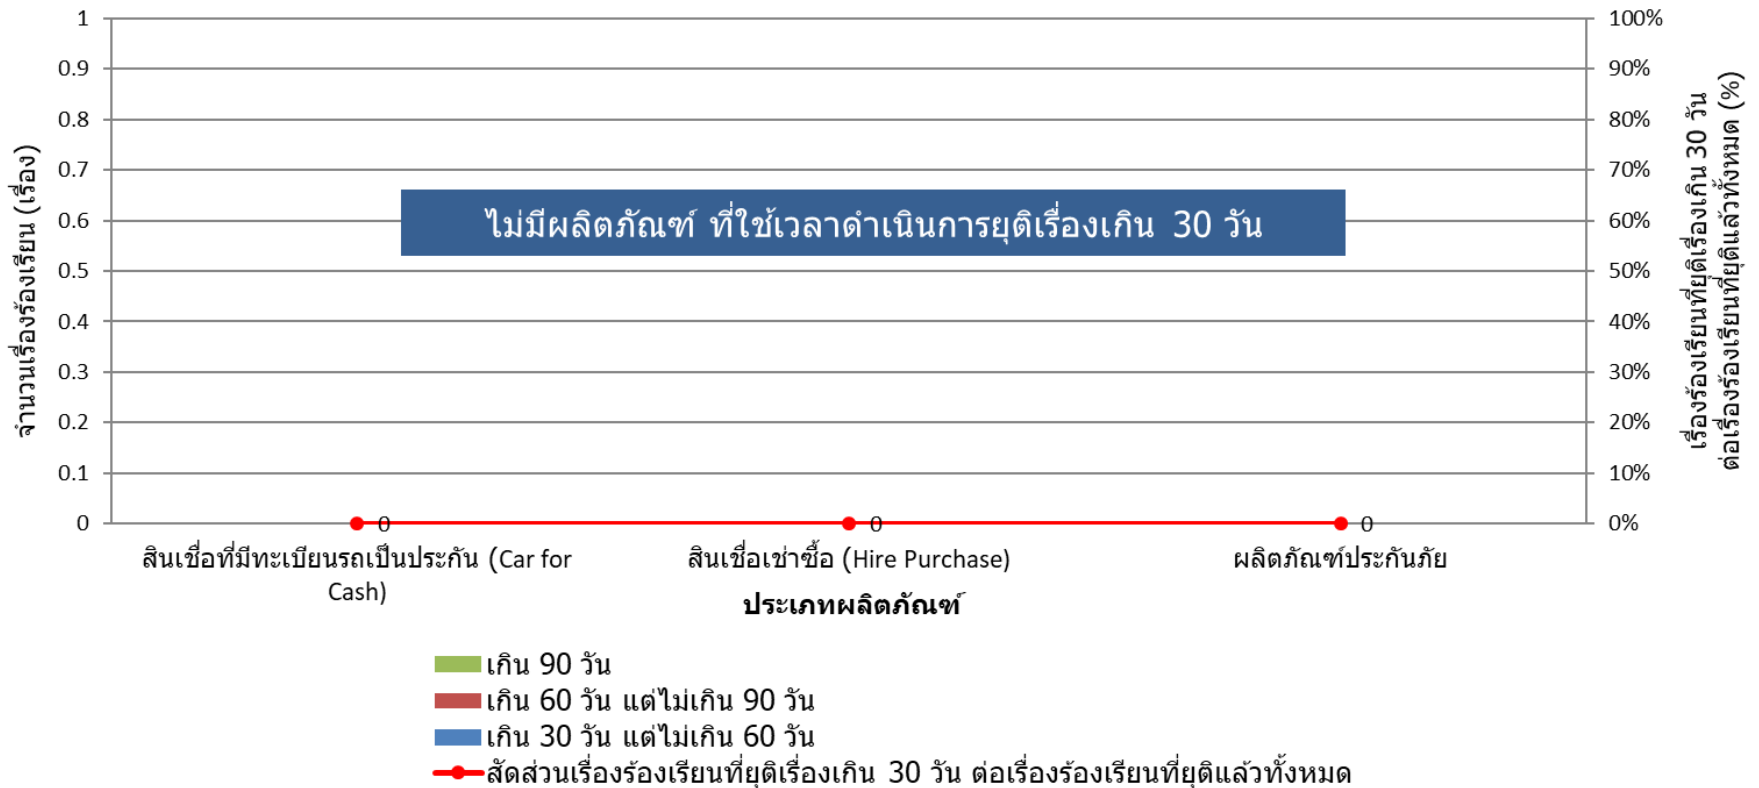 1
0.9
0.8
0.7
0.6
0.5
0.4
0.3
0.2
0.1
0
จำนวนเรื่องร้องเรียน (เรื่อง)
ไม่มีผลิตภัณฑ์ ที่ใช้เวลาดำเนินการยุติเรื่องเกิน 30 วัน
100%
90%
80%
70%
60%
50%
40%
30%
20%
10%
0%
เรื่องร้องเรียนที่ยุติเรื่องเกิน 30 วัน
ต่อเรื่องร้องเรียนที่ยุติแล้วทั้งหมด (%)
0
0
0
สินเชื่อที่มีทะเบียนรถเป็นประกัน (Car for
Cash)
สินเชื่อเช่าซื้อ (Hire Purchase)
ผลิตภัณฑ์ประกันภัย
ประเภทผลิตภัณฑ์
เกิน 90 วัน
เกิน 60 วัน แต่ไม่เกิน 90 วัน
เกิน 30 วัน แต่ไม่เกิน 60 วัน
สัดส่วนเรื่องร้องเรียนที่ยุติเรื่องเกิน 30 วัน ต่อเรื่องร้องเรียนที่ยุติแล้วทั้งหมด